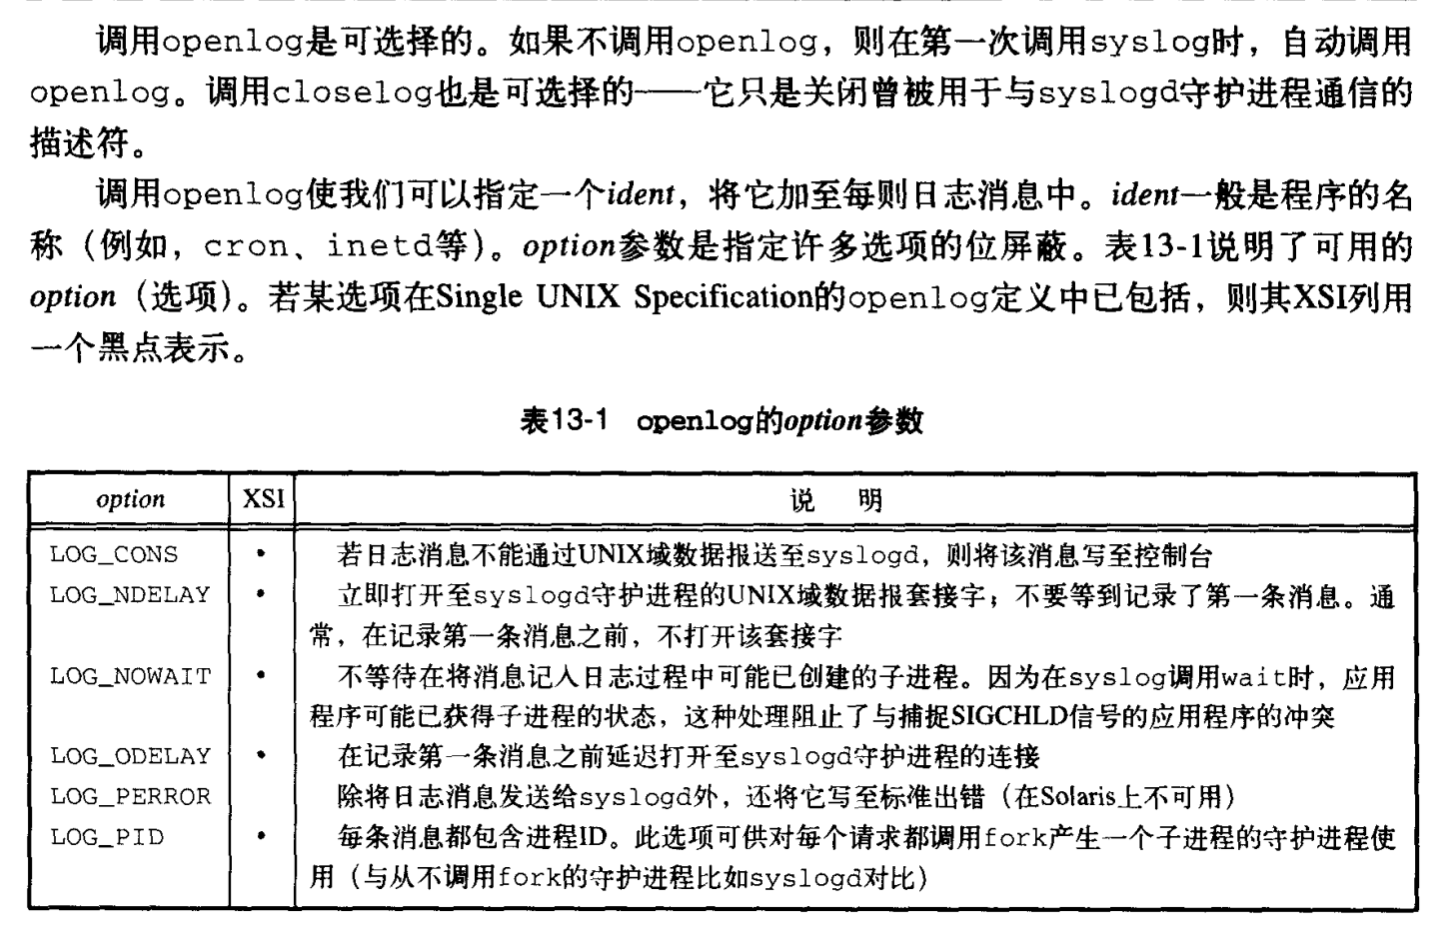 调用openlog是可选择的。如果不调用openlog，则在第一次调用syslog时，自动调用
openlog。调用closelog也是可选择的——它只是关闭曾被用于与syslogd守护进程通信的
描述符。
调用openlog使我们可以指定一个ident，将它加至每则日志消息中。ident一般是程序的名
称（例如，cron、inetd等）。option参数是指定许多选项的位屏蔽。表13-1说明了可用的
option（选项）。若某选项在Single UNIX Specification的openlog定义中已包括，则其XSI列用
一个黑点表示。
表13-1 openlog的option参数
option XSI 说 明
LOG_CONS • 若日志消息不能通过UNIX域数据报送至syslogd，则将该消息写至控制台
LOG_NDELAY • 立即打开至syslogd守护进程的UNIX域数据报套接字；不要等到记录了第一条消息。通
常，在记录第一条消息之前，不打开该套接字
LOG_NOWAIT • 不等待在将消息记入日志过程中可能已创建的子进程。因为在syslog调用wait时，应用
程序可能已获得子进程的状态，这种处理阻止了与捕捉SIGCHLD信号的应用程序的冲突
LOG_ODELAY • 在记录第一条消息之前延迟打开至syslogd守护进程的连接
LOG_PERROR 除将日志消息发送给syslogd外，还将它写至标准出错（在Solaris上不可用）
LOG_PID • 每条消息都包含进程ID。此选项可供对每个请求都调用fork产生一个子进程的守护进程使
用（与从不调用fork的守护进程比如syslogd对比）